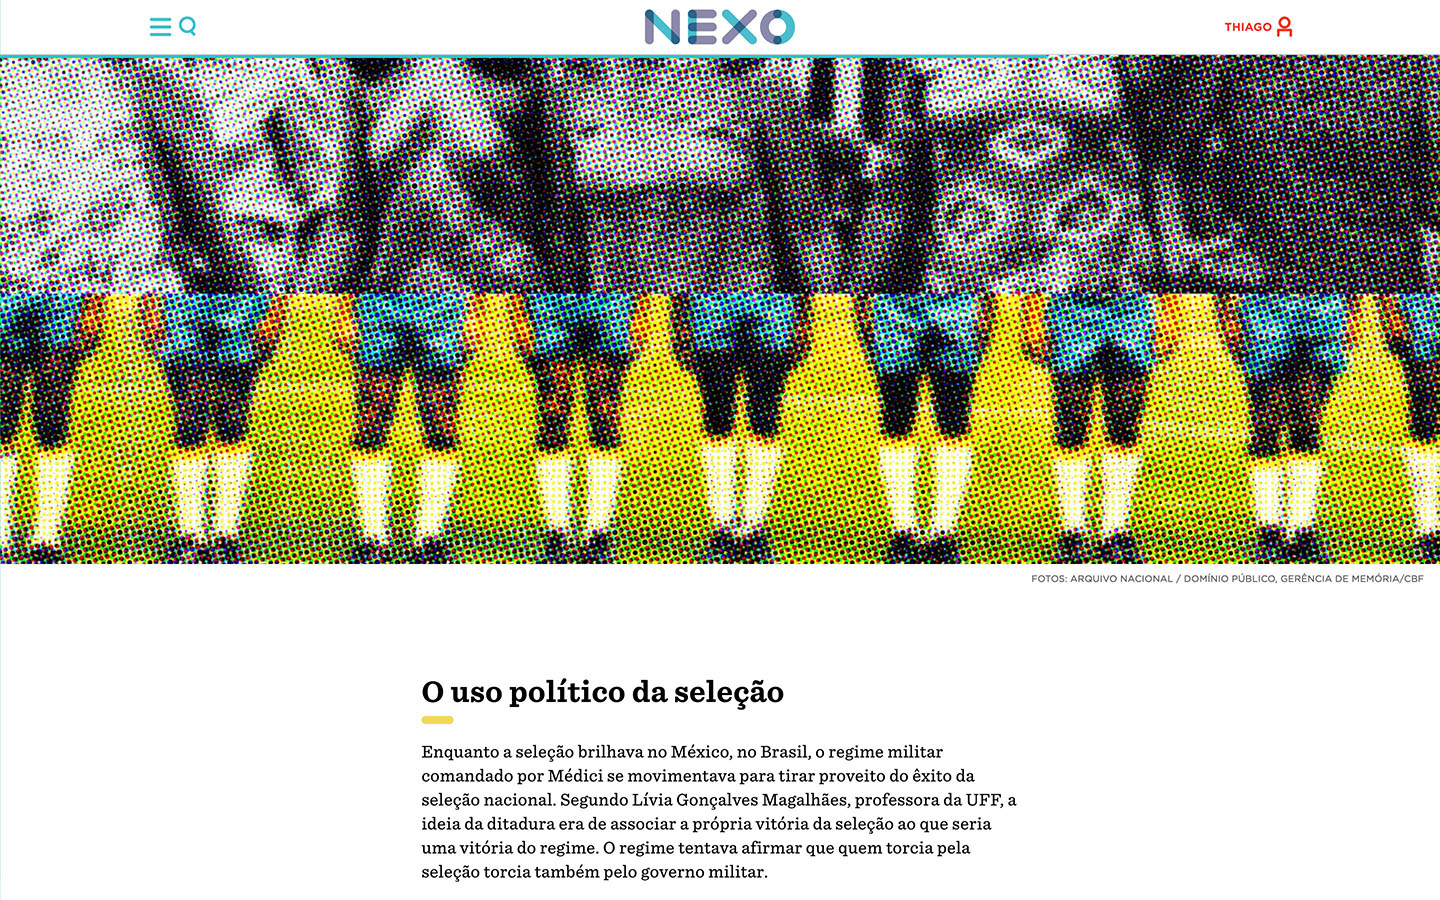 NEXO
THIAGO
FOTOS: ARQUIVO NACIONAL / DOMÍNIO PÚBLICO, GERÊNCIA DE MEMÓRIA/CBF
O uso político da seleção
Enquanto a seleção brilhava no México, no Brasil, o regime militar
comandado por Médici se movimentava para tirar proveito do êxito da
seleção nacional. Segundo Lívia Gonçalves Magalhães, professora da UFF, a
ideia da ditadura era de associar a própria vitória da seleção ao que seria
uma vitória do regime. O regime tentava afirmar que quem torcia pela
seleção torcia também pelo governo militar.